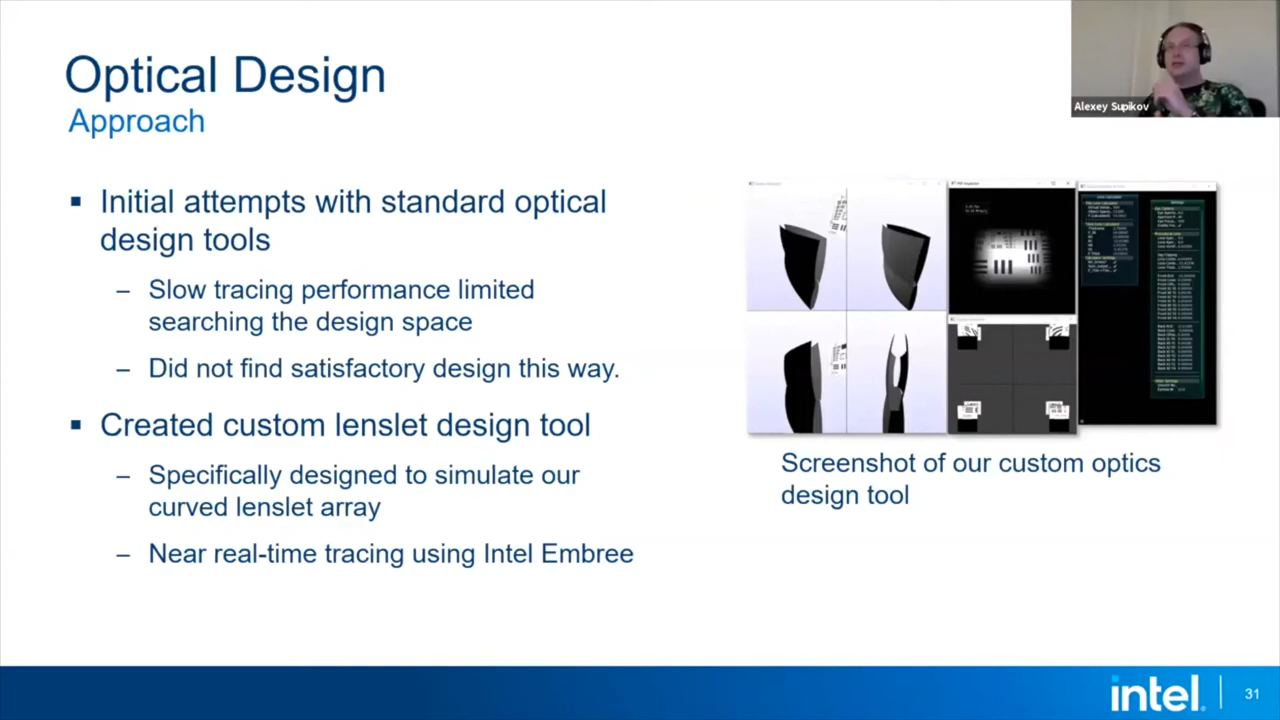 Optical Design
Approach
Alexey Supikov
▪ Initial attempts with standard optical
design tools
– Slow tracing performance limited
searching the design space
– Did not find satisfactory design this way.
▪ Created custom lenslet design tool
– Specifically designed to simulate our
curved lenslet array
– Near real-time tracing using Intel Embree
Screenshot of our custom optics
design tool
intel.
31